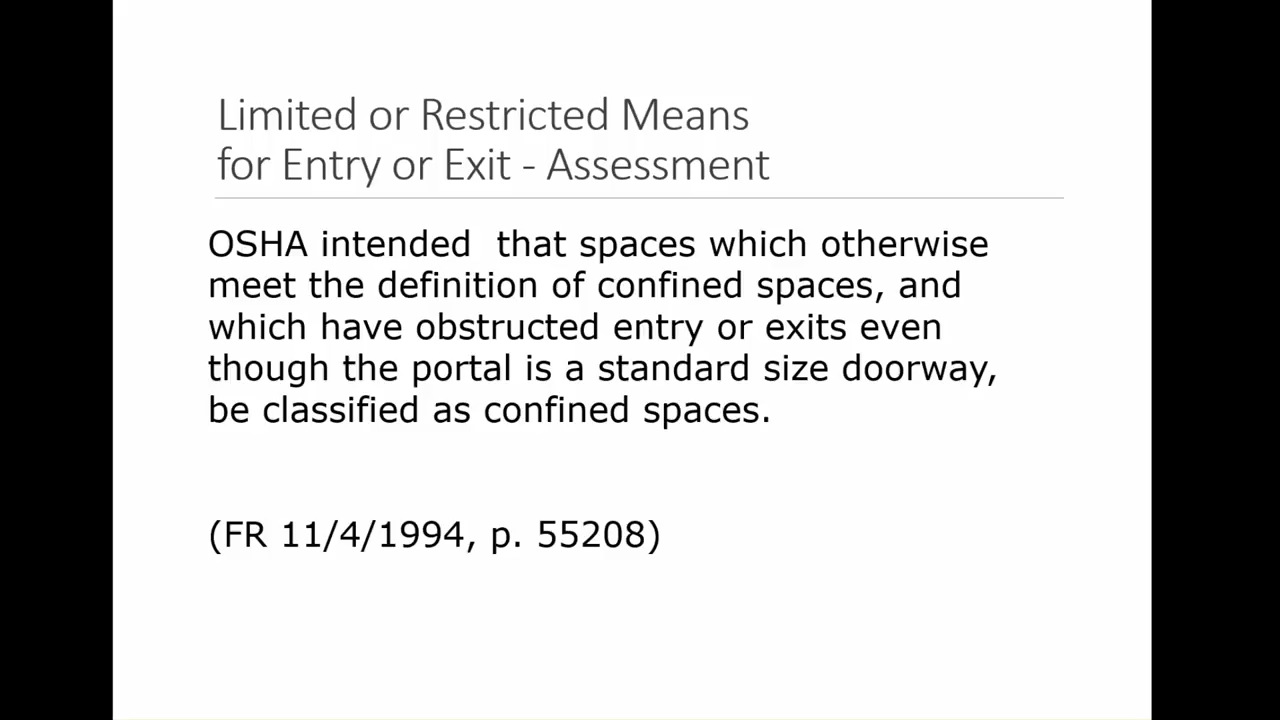 Limited or Restricted Means
for Entry or Exit - Assessment
OSHA intended  that spaces which otherwise
meet the definition of confined spaces, and
which have obstructed entry or exits even
though the portal is a standard size doorway,
be classified as confined spaces.
(FR 11/4/1994, p. 55208)